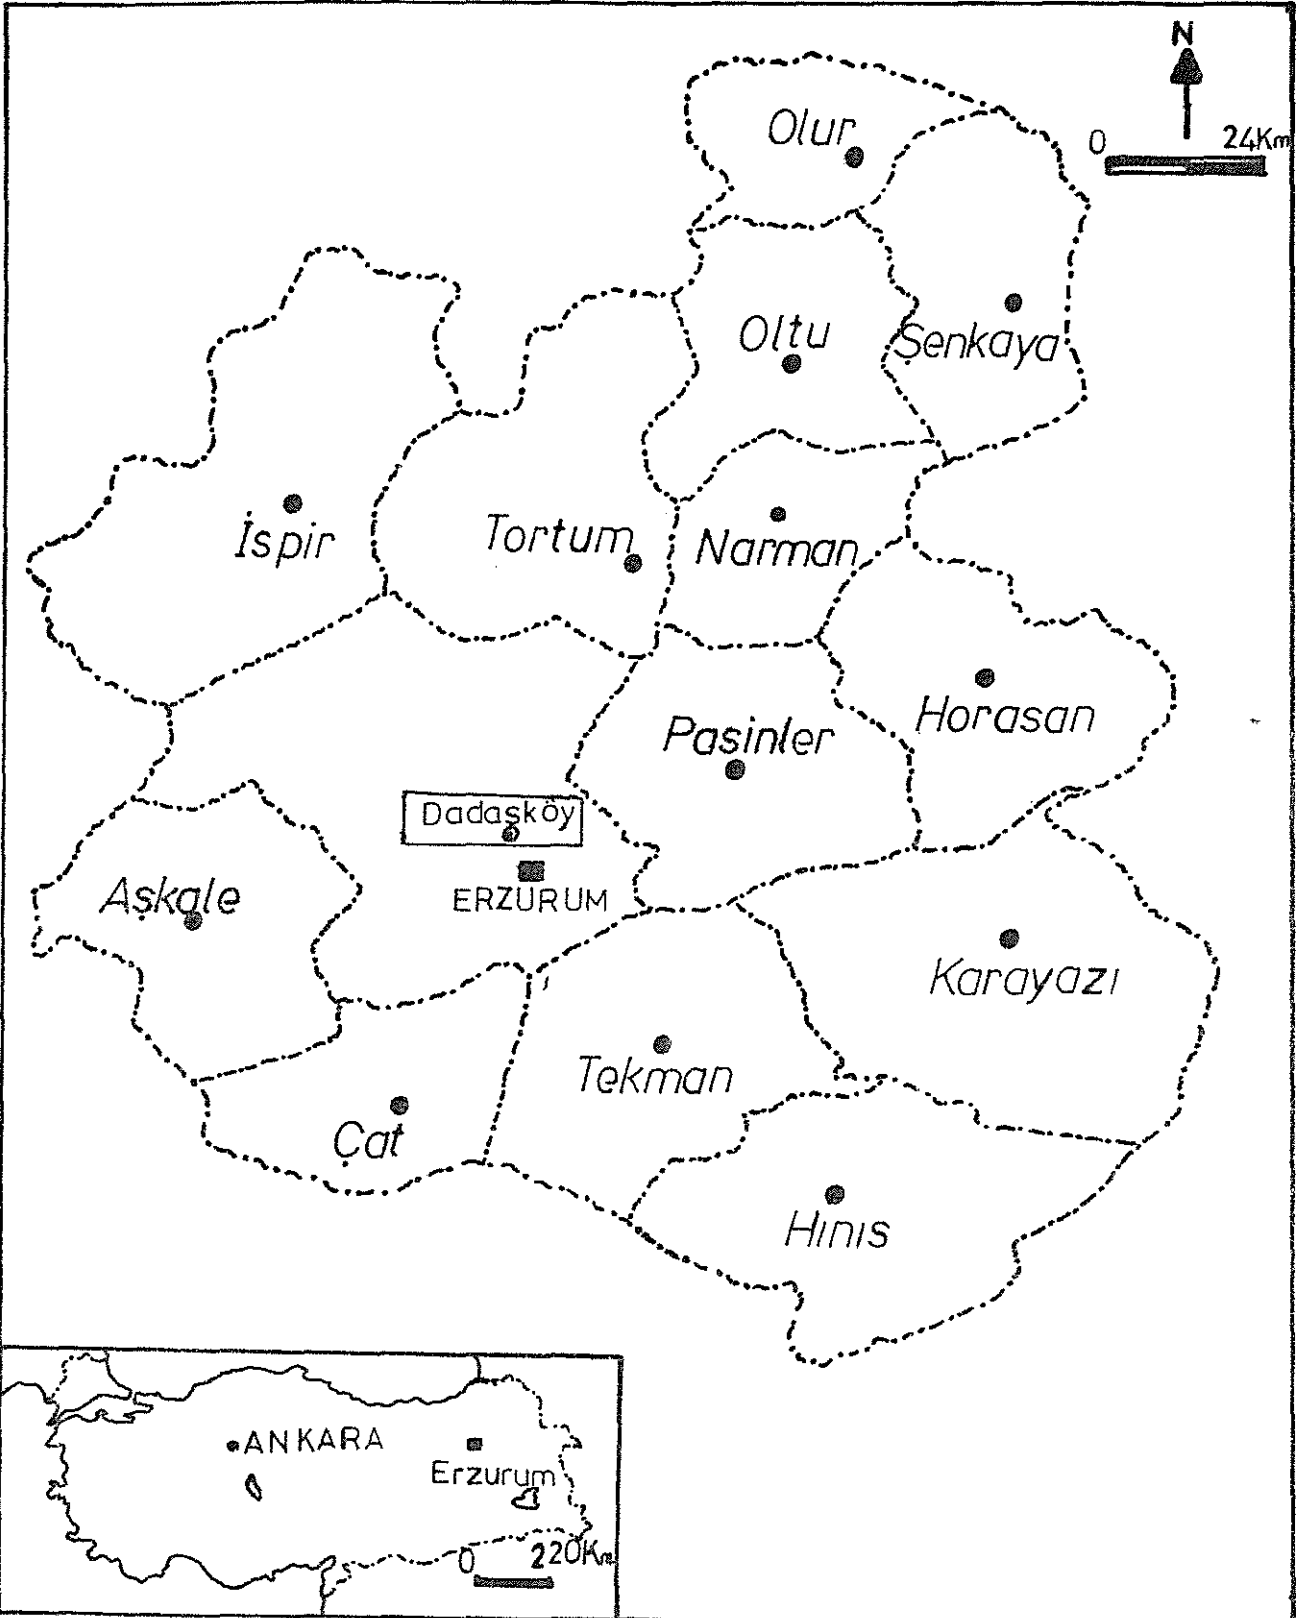 N
0 24Km
Olur
Oltu
Şenkaya
İspir
Tortum
Narman
Horasan
Pasinler
Dadaşköy
ERZURUM
Aşkale
Karayazı
Tekman
Çat
Hınıs
ANKARA
Erzurum
0 220Km